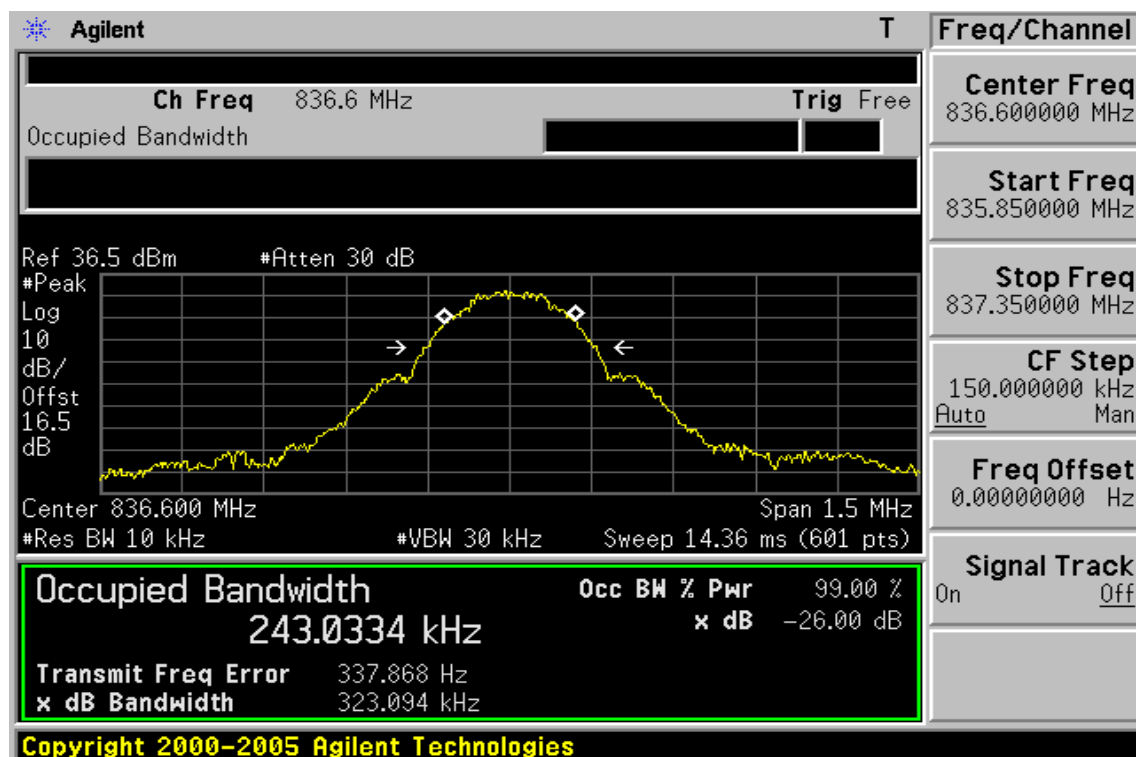 Agilent
T
Freq/Channel
Ch Freq 836.6 MHz
Trig Free
Occupied Bandwidth
Center Freq
836.600000 MHz
Start Freq
835.850000 MHz
Stop Freq
837.350000 MHz
CF Step
150.000000 kHz
Auto Man
Freq Offset
0.00000000 Hz
Signal Track
On Off
Ref 36.5 dBm
#Atten 30 dB
#Peak
Log
10
dB/
Offst
16.5
dB
Center 836.600 MHz
Span 1.5 MHz
#Res BW 10 kHz
#VBW 30 kHz
Sweep 14.36 ms (601 pts)
Occupied Bandwidth
243.0334 kHz
Occ BW % Pwr 99.00 %
x dB -26.00 dB
Transmit Freq Error 337.868 Hz
x dB Bandwidth 323.094 kHz
Copyright 2000-2005 Agilent Technologies